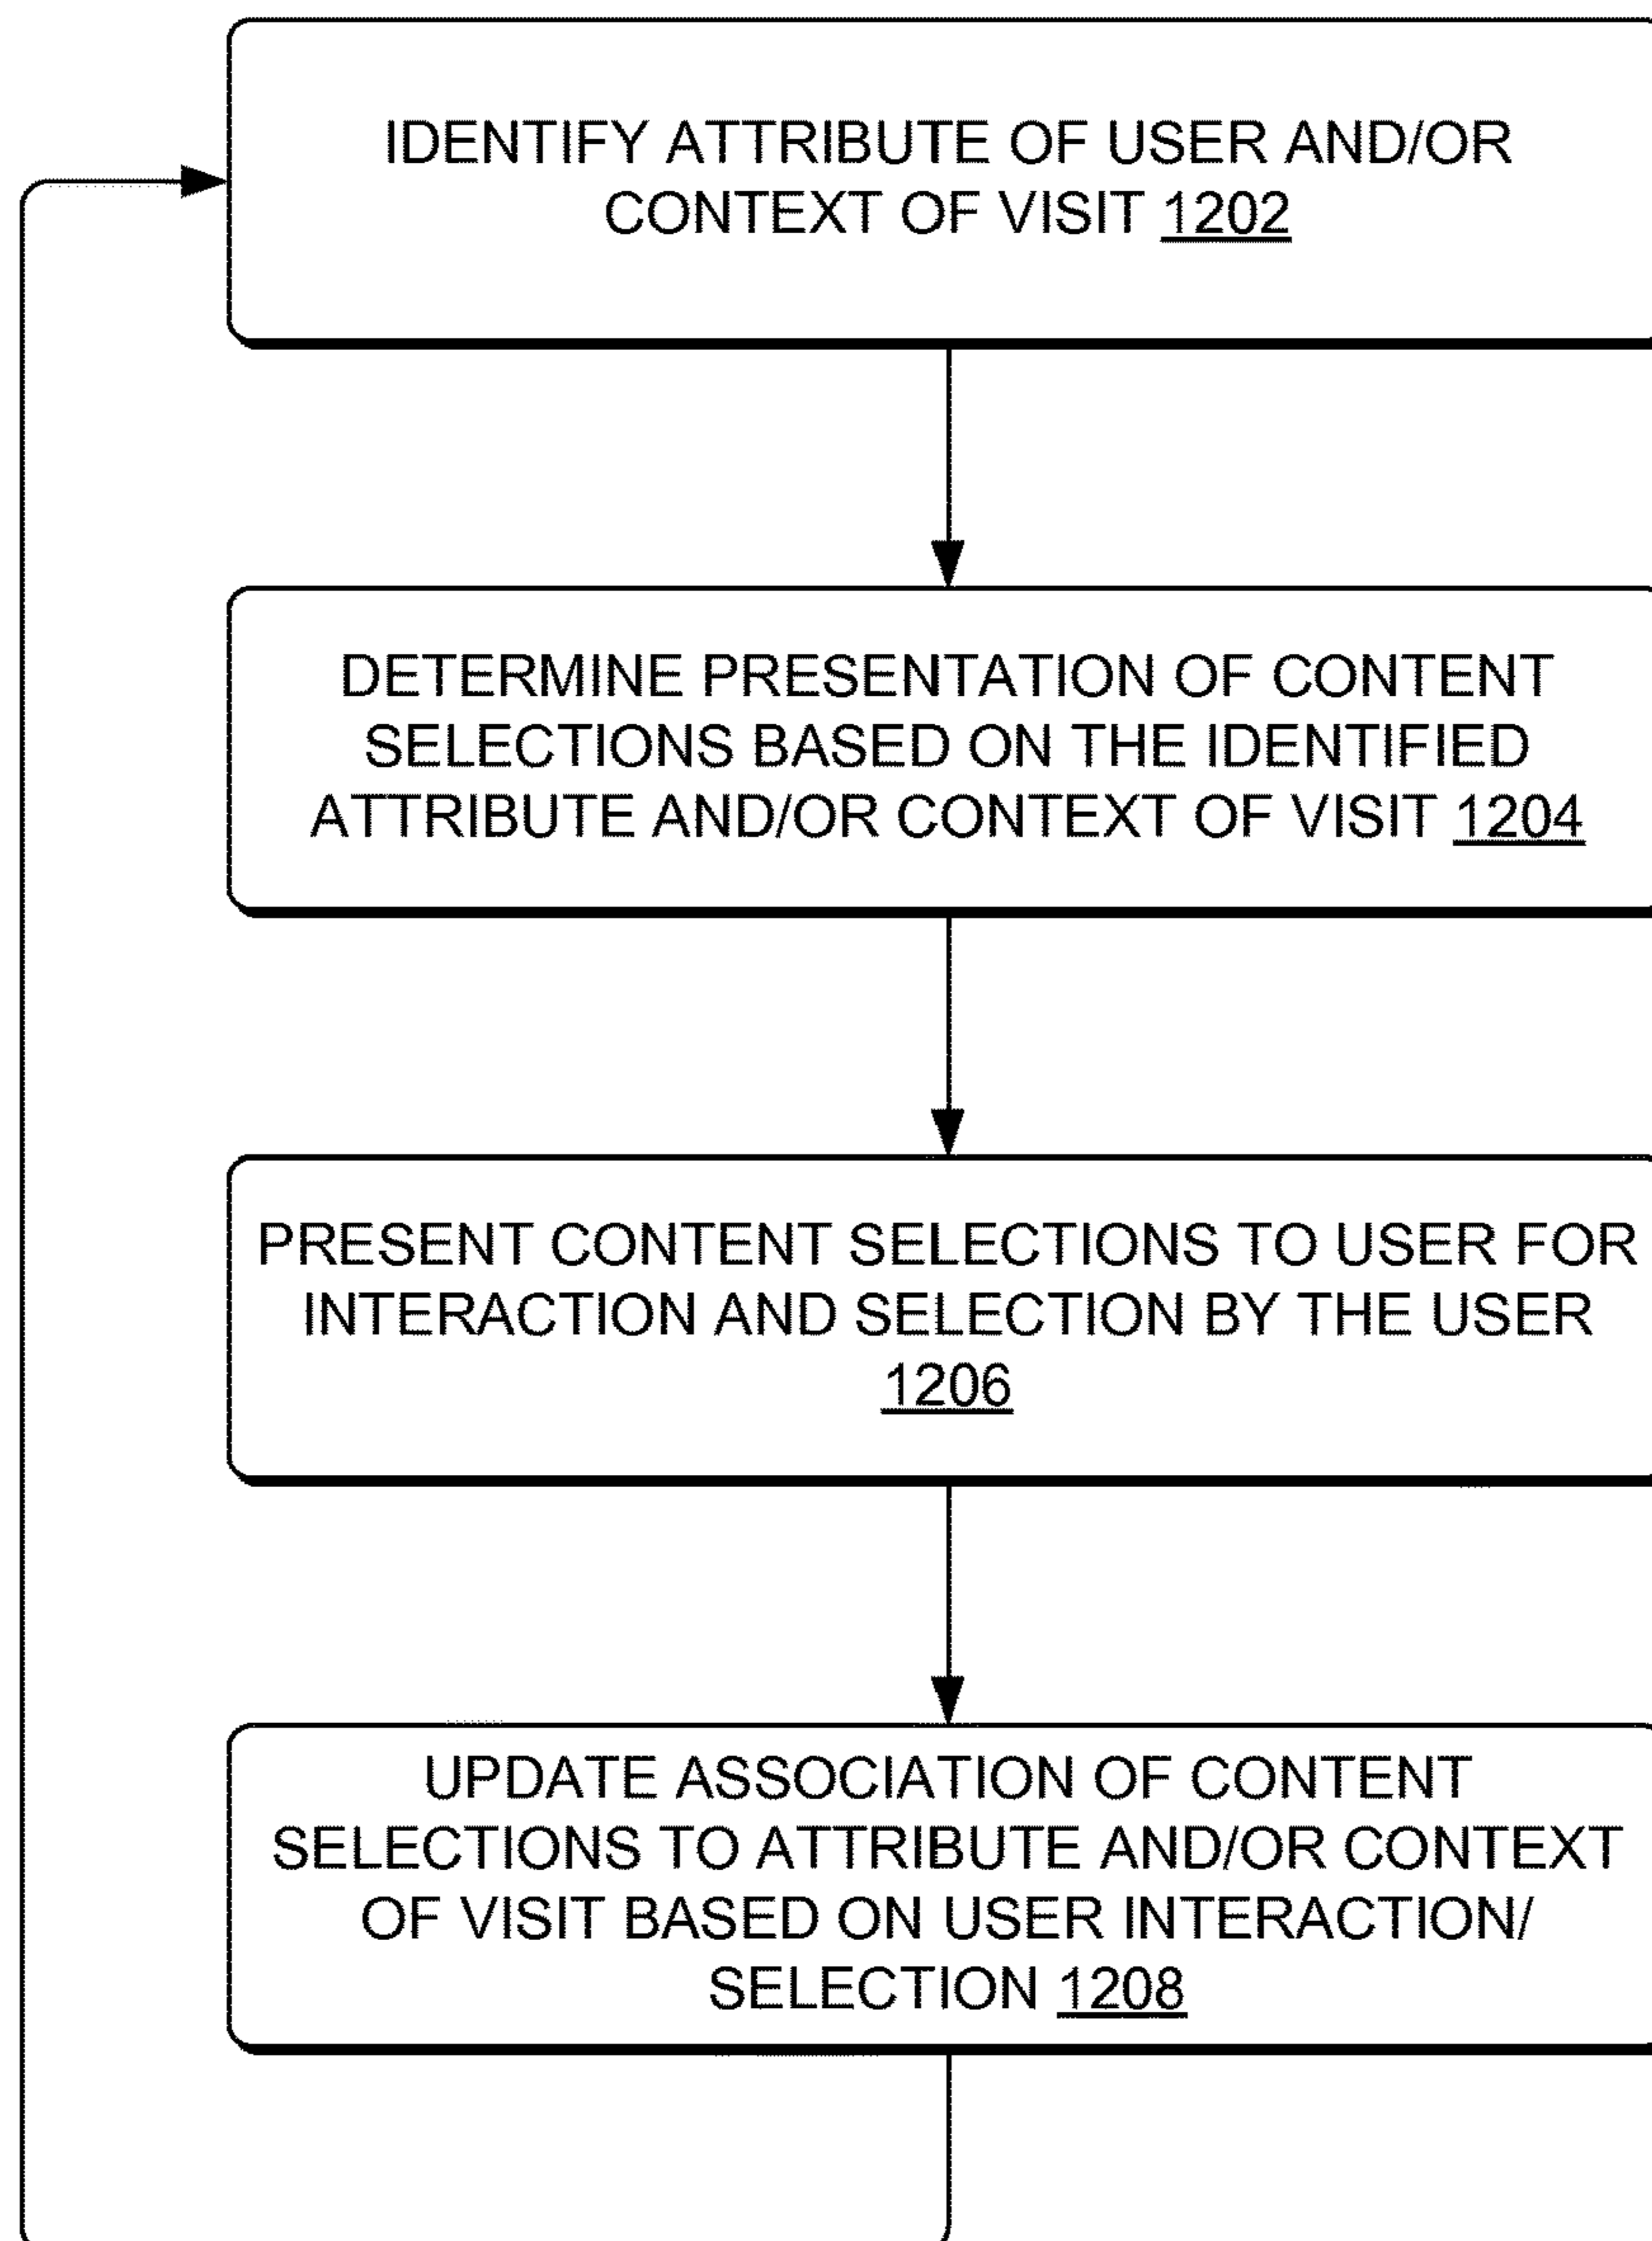 IDENTIFY ATTRIBUTE OF USER AND/OR
CONTEXT OF VISIT 1202
DETERMINE PRESENTATION OF CONTENT
SELECTIONS BASED ON THE IDENTIFIED
ATTRIBUTE AND/OR CONTEXT OF VISIT 1204
PRESENT CONTENT SELECTIONS TO USER FOR
INTERACTION AND SELECTION BY THE USER
1206
UPDATE ASSOCIATION OF CONTENT
SELECTIONS TO ATTRIBUTE AND/OR CONTEXT
OF VISIT BASED ON USER INTERACTION/
SELECTION 1208